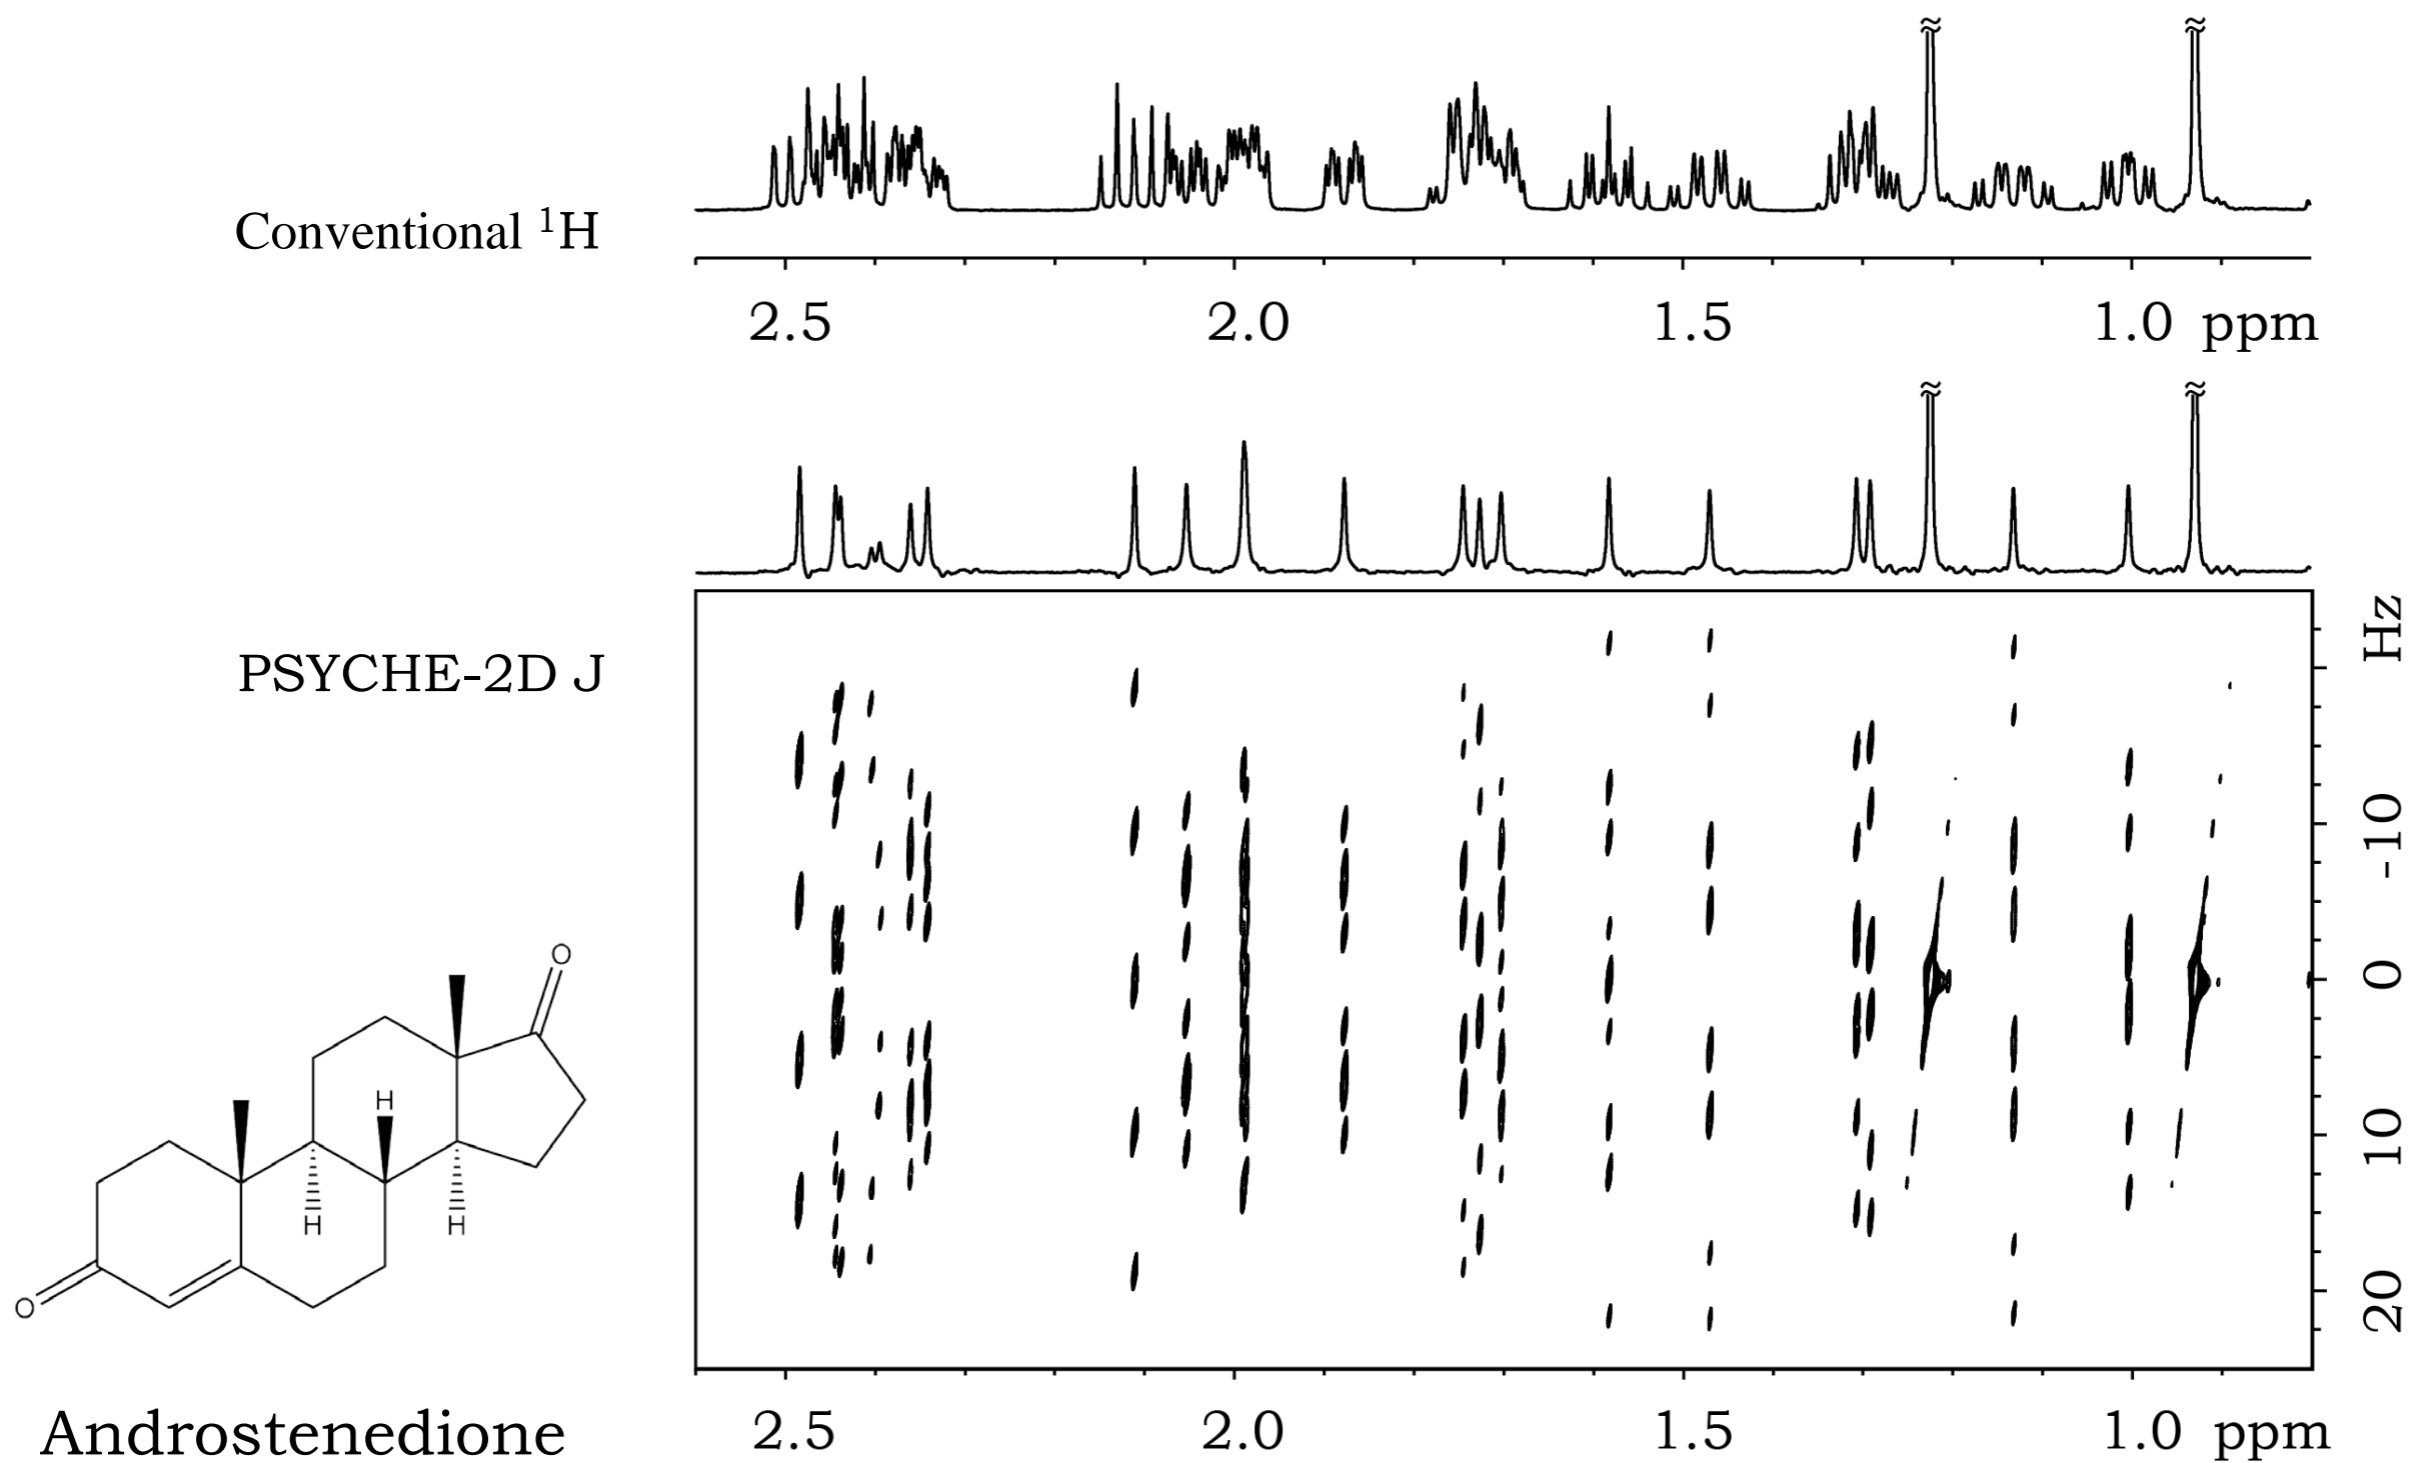 Conventional ¹H
2.5 2.0 1.5 1.0 ppm
PSYCHE-2D J
Hz
-10
0
10
20
O
H
H
H
O
2.5 2.0 1.5 1.0 ppm
Androstenedione